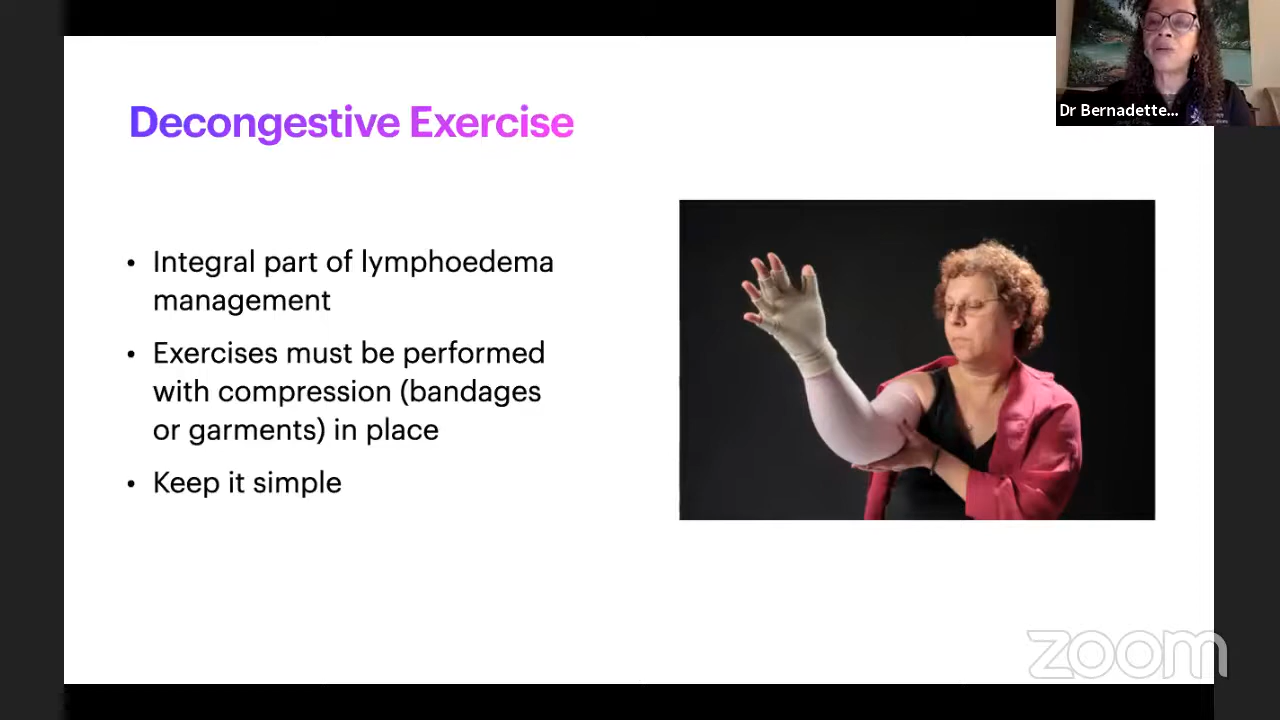 Decongestive Exercise
Dr Bernadette...
• Integral part of lymphoedema
management
• Exercises must be performed
with compression (bandages
or garments) in place
• Keep it simple
zoom